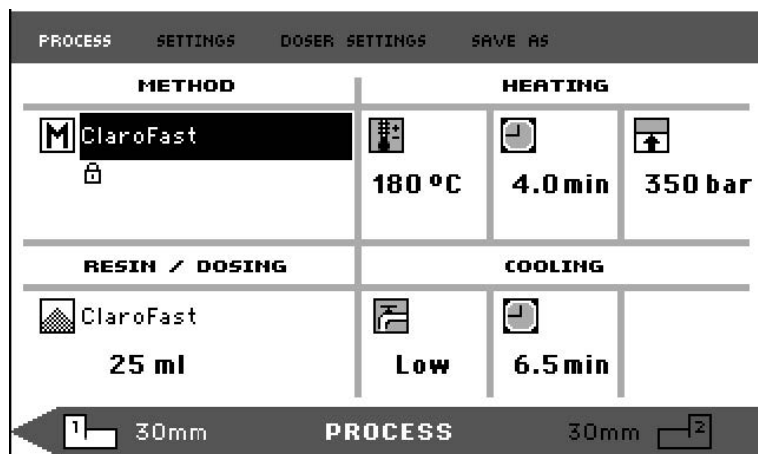 PROCESS SETTINGS DOSER SETTINGS SAVE AS
METHOD HEATING
M ClaroFast
180 ºC 4.0 min 350 bar
RESIN / DOSING COOLING
ClaroFast
25 ml Low 6.5 min
1 30mm PROCESS 30mm 2